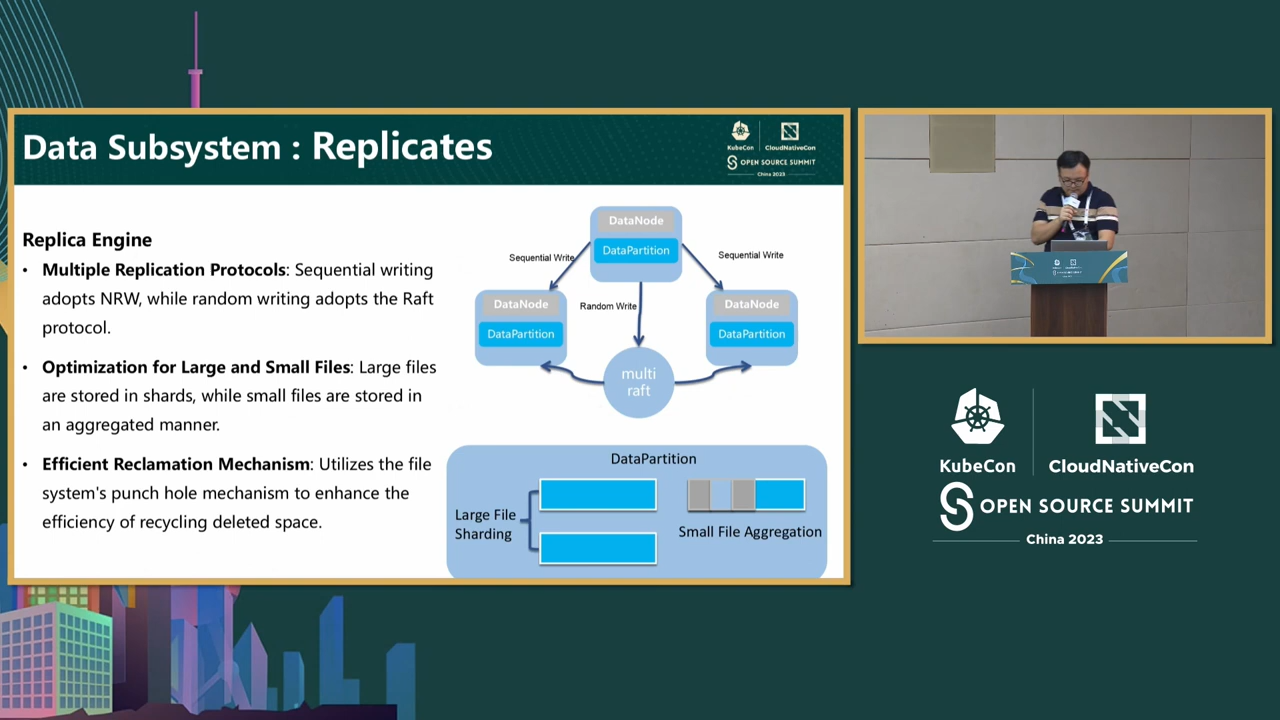 Data Subsystem : Replicates
KubeCon
CloudNativeCon
OPEN SOURCE SUMMIT
China 2023
Replica Engine
• Multiple Replication Protocols: Sequential writing
adopts NRW, while random writing adopts the Raft
protocol.
• Optimization for Large and Small Files: Large files
are stored in shards, while small files are stored in
an aggregated manner.
• Efficient Reclamation Mechanism: Utilizes the file
system's punch hole mechanism to enhance the
efficiency of recycling deleted space.
DataNode
DataPartition
Sequential Write
Sequential Write
DataNode
DataPartition
Random Write
DataNode
DataPartition
multi
raft
DataPartition
Large File
Sharding
Small File Aggregation
KubeCon
CloudNativeCon
OPEN SOURCE SUMMIT
China 2023